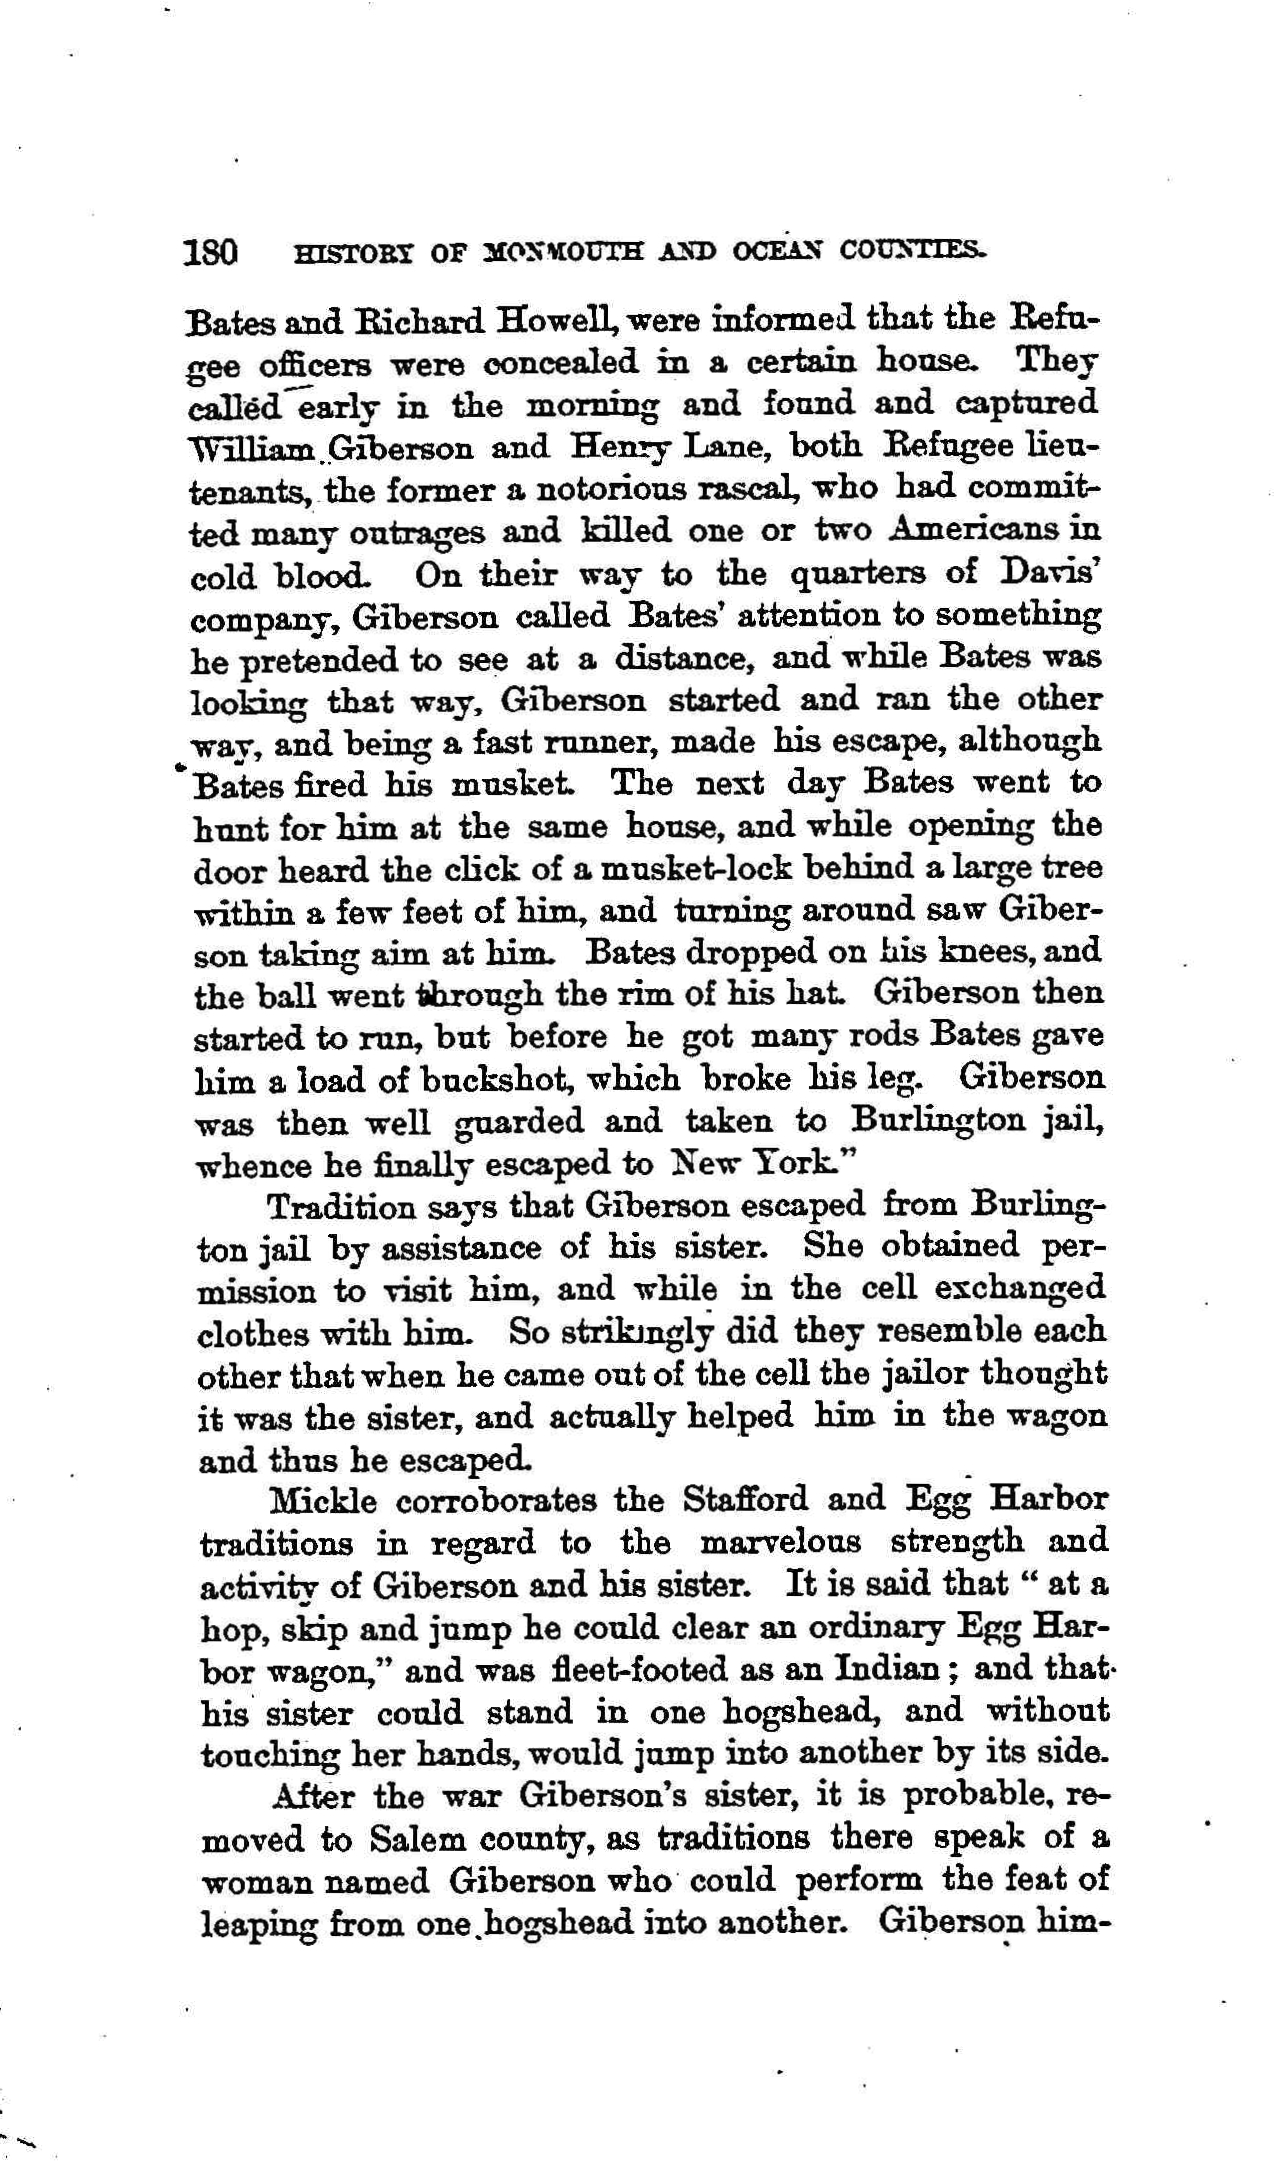 180 HISTORY OF MONMOUTH AND OCEAN COUNTIES.
Bates and Richard Howell, were informed that the Refu-
gee officers were concealed in a certain house. They
called early in the morning and found and captured
William Giberson and Henry Lane, both Refugee lieu-
tenants, the former a notorious rascal, who had commit-
ted many outrages and killed one or two Americans in
cold blood. On their way to the quarters of Davis'
company, Giberson called Bates' attention to something
he pretended to see at a distance, and while Bates was
looking that way, Giberson started and ran the other
way, and being a fast runner, made his escape, although
Bates fired his musket. The next day Bates went to
hunt for him at the same house, and while opening the
door heard the click of a musket-lock behind a large tree
within a few feet of him, and turning around saw Giber-
son taking aim at him. Bates dropped on his knees, and
the ball went through the rim of his hat. Giberson then
started to run, but before he got many rods Bates gave
him a load of buckshot, which broke his leg. Giberson
was then well guarded and taken to Burlington jail,
whence he finally escaped to New York."
Tradition says that Giberson escaped from Burling-
ton jail by assistance of his sister. She obtained per-
mission to visit him, and while in the cell exchanged
clothes with him. So strikingly did they resemble each
other that when he came out of the cell the jailor thought
it was the sister, and actually helped him in the wagon
and thus he escaped.
Mickle corroborates the Stafford and Egg Harbor
traditions in regard to the marvelous strength and
activity of Giberson and his sister. It is said that "at a
hop, skip and jump he could clear an ordinary Egg Har-
bor wagon," and was fleet-footed as an Indian; and that
his sister could stand in one hogshead, and without
touching her hands, would jump into another by its side.
After the war Giberson's sister, it is probable, re-
moved to Salem county, as traditions there speak of a
woman named Giberson who could perform the feat of
leaping from one hogshead into another. Giberson him-